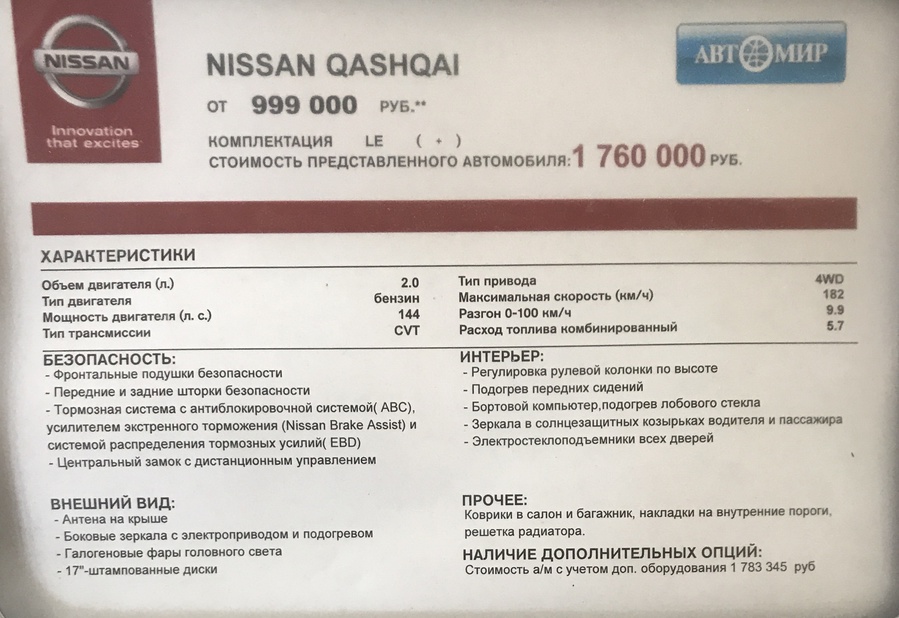 NISSAN
Innovation
that excites
NISSAN QASHQAI
АВТОМИР
ОТ 999 000 РУБ.**
КОМПЛЕКТАЦИЯ LE ( + )
СТОИМОСТЬ ПРЕДСТАВЛЕННОГО АВТОМОБИЛЯ:1 760 000 РУБ.
ХАРАКТЕРИСТИКИ
Объем двигателя (л.) 2.0
Тип двигателя бензин
Мощность двигателя (л. с.) 144
Тип трансмиссии CVT
Тип привода 4WD
Максимальная скорость (км/ч) 182
Разгон 0-100 км/ч 9.9
Расход топлива комбинированный 5.7
БЕЗОПАСНОСТЬ:
- Фронтальные подушки безопасности
- Передние и задние шторки безопасности
- Тормозная система с антиблокировочной системой( ABC),
усилителем экстренного торможения (Nissan Brake Assist) и
системой распределения тормозных усилий( EBD)
- Центральный замок с дистанционным управлением
ИНТЕРЬЕР:
- Регулировка рулевой колонки по высоте
- Подогрев передних сидений
- Бортовой компьютер,подогрев лобового стекла
- Зеркала в солнцезащитных козырьках водителя и пассажира
- Электростеклоподъемники всех дверей
ВНЕШНИЙ ВИД:
- Антена на крыше
- Боковые зеркала с электроприводом и подогревом
- Галогеновые фары головного света
- 17"-штампованные диски
ПРОЧЕЕ:
Коврики в салон и багажник, накладки на внутренние пороги,
решетка радиатора.
НАЛИЧИЕ ДОПОЛНИТЕЛЬНЫХ ОПЦИЙ:
Стоимость а/м с учетом доп. оборудования 1 783 345 руб